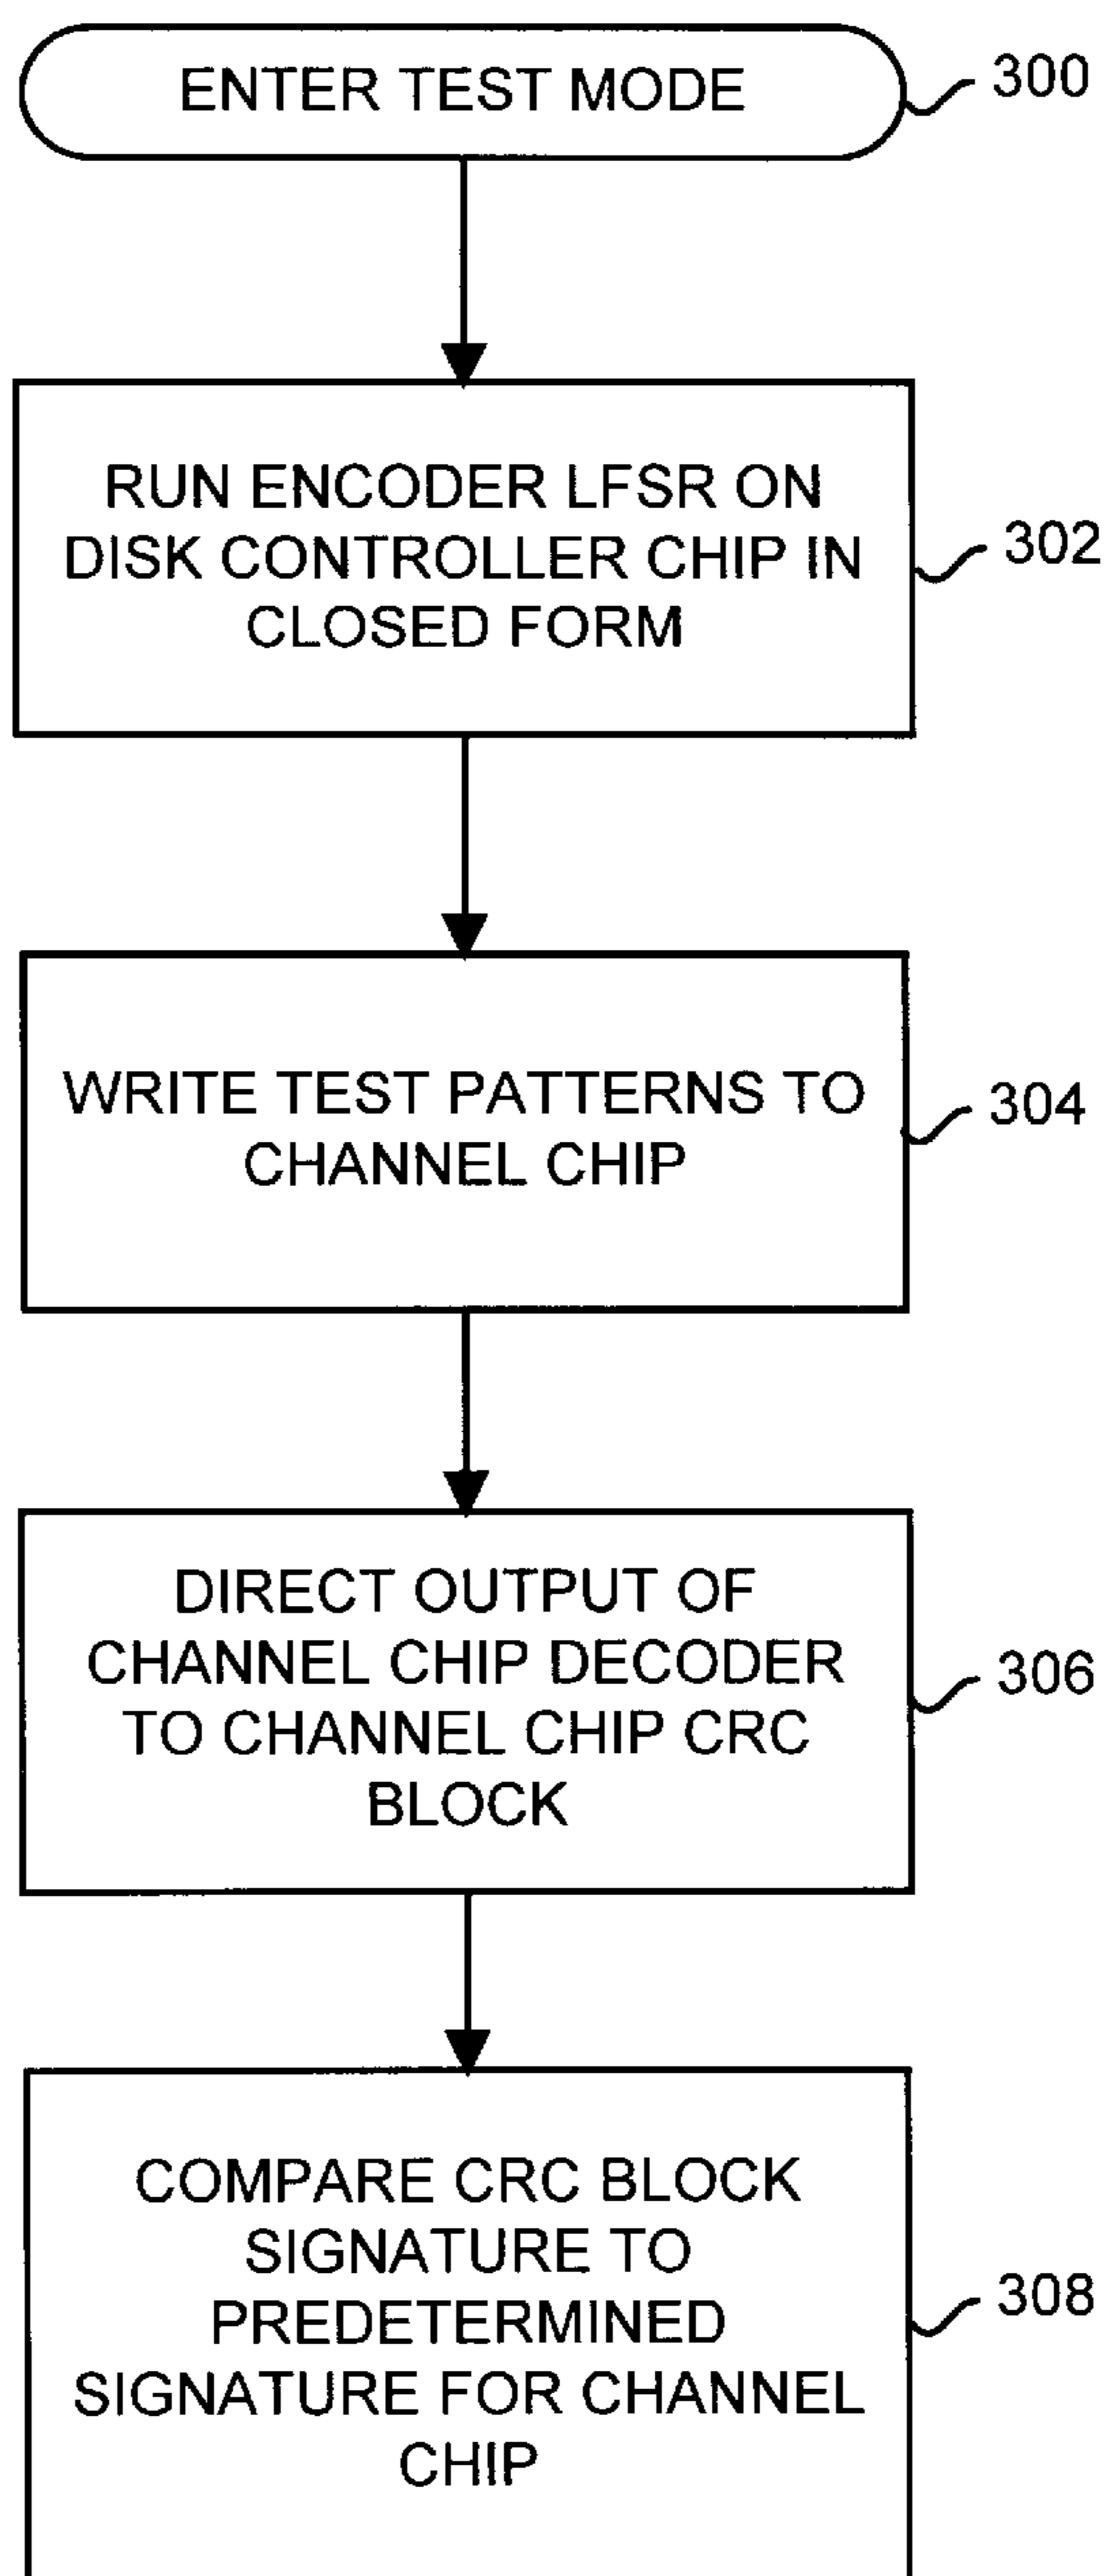 ENTER TEST MODE
300
RUN ENCODER LFSR ON
DISK CONTROLLER CHIP IN
CLOSED FORM
302
WRITE TEST PATTERNS TO
CHANNEL CHIP
304
DIRECT OUTPUT OF
CHANNEL CHIP DECODER
TO CHANNEL CHIP CRC
BLOCK
306
COMPARE CRC BLOCK
SIGNATURE TO
PREDETERMINED
SIGNATURE FOR CHANNEL
CHIP
308